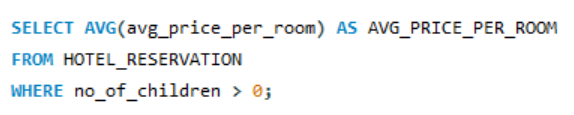 SELECT AVG(avg_price_per_room) AS AVG_PRICE_PER_ROOM
FROM HOTEL_RESERVATION
WHERE no_of_children > 0;